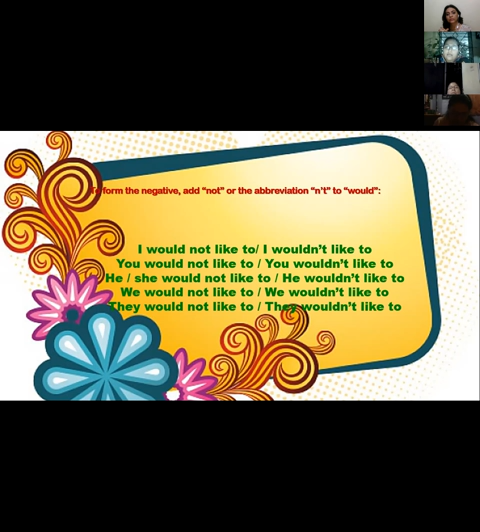 To form the negative, add “not” or the abbreviation “n’t” to “would”:
I would not like to/ I wouldn’t like to
You would not like to / You wouldn’t like to
He / she would not like to / He wouldn’t like to
We would not like to / We wouldn’t like to
They would not like to / They wouldn’t like to